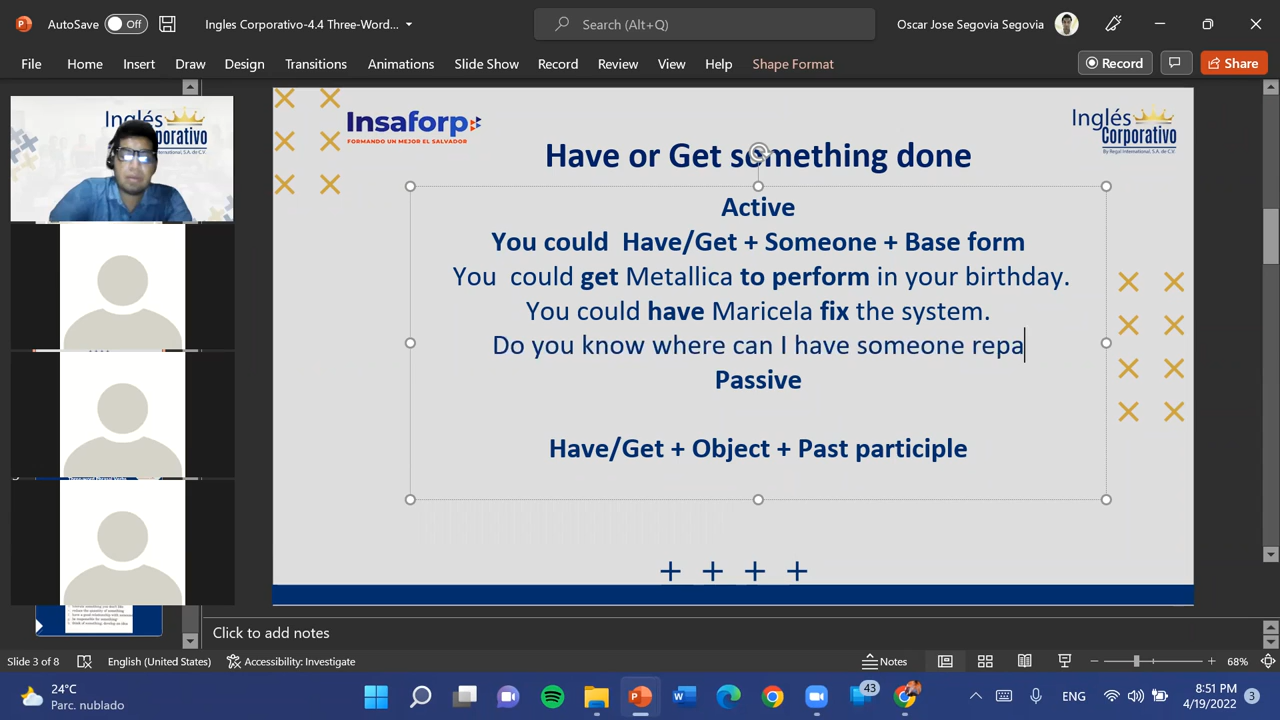 AutoSave Off Ingles Corporativo-4.4 Three-Word... Search (Alt+Q) Oscar Jose Segovia Segovia
File Home Insert Draw Design Transitions Animations Slide Show Record Review View Help Shape Format Record Share
Inglés Corporativo
Insaforp
FORMANDO UN MEJOR EL SALVADOR
Inglés Corporativo
By Regal International, S.A. de C.V.
Have or Get something done
Active
You could Have/Get + Someone + Base form
You could get Metallica to perform in your birthday.
You could have Maricela fix the system.
Do you know where can I have someone repa
Passive
Have/Get + Object + Past participle
Click to add notes
Slide 3 of 8 English (United States) Accessibility: Investigate Notes 68%
24°C
Parc. nublado
43
ENG
8:51 PM
4/19/2022
3